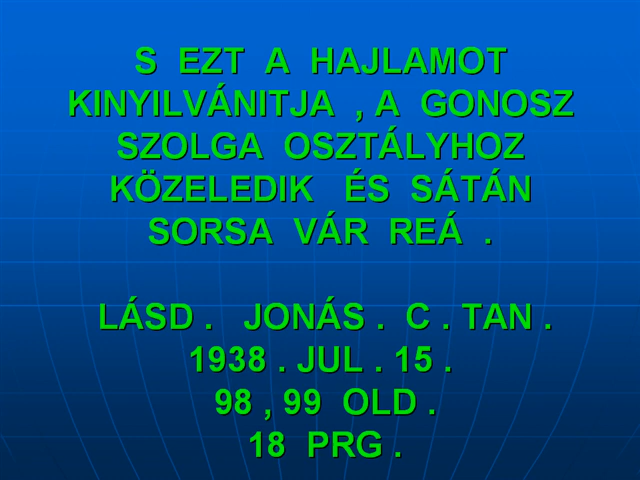 S EZT A HAJLAMOT
KINYILVÁNITJA , A GONOSZ
SZOLGA OSZTÁLYHOZ
KÖZELEDIK ÉS SÁTÁN
SORSA VÁR REÁ .
LÁSD . JONÁS . C . TAN .
1938 . JUL . 15 .
98 , 99 OLD .
18 PRG .